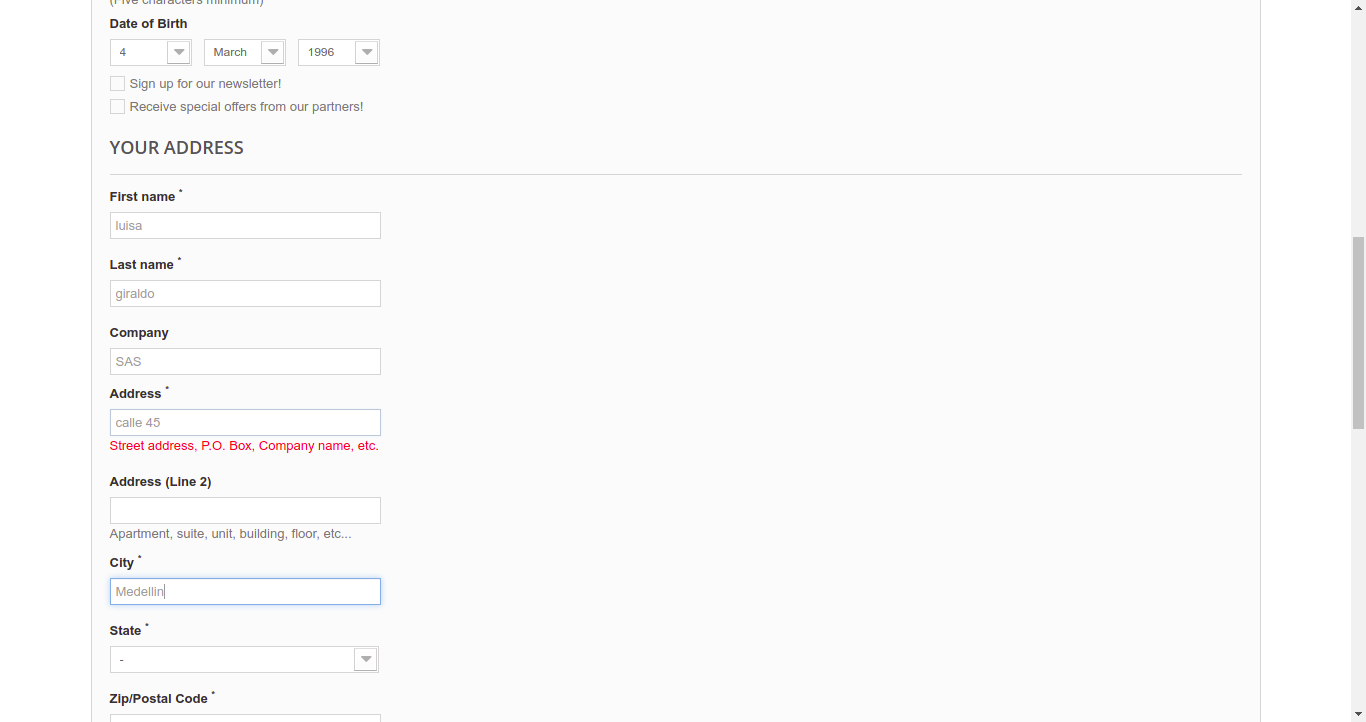 (Five characters minimum)
Date of Birth
4 March 1996
Sign up for our newsletter!
Receive special offers from our partners!
YOUR ADDRESS
First name *
luisa
Last name *
giraldo
Company
SAS
Address *
calle 45
Street address, P.O. Box, Company name, etc.
Address (Line 2)
Apartment, suite, unit, building, floor, etc...
City *
Medellin
State *
-
Zip/Postal Code *